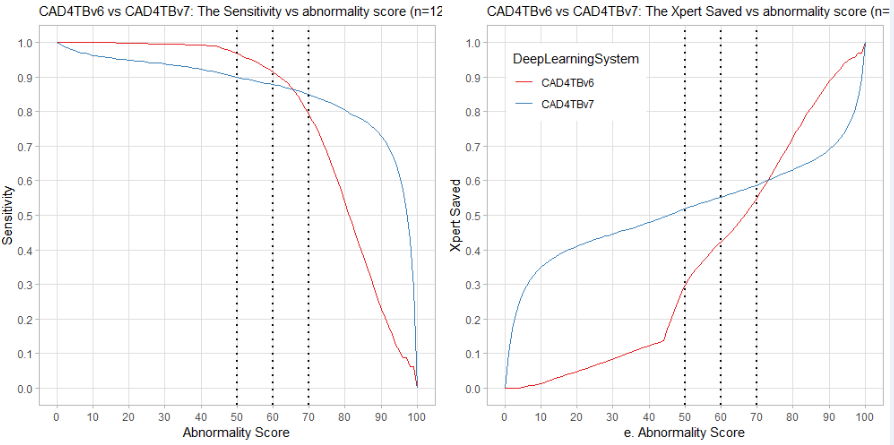 CAD4TBv6 vs CAD4TBv7: The Sensitivity vs abnormality score (n=12
Sensitivity
1.0
0.9
0.8
0.7
0.6
0.5
0.4
0.3
0.2
0.1
0.0
0 10 20 30 40 50 60 70 80 90 100
Abnormality Score
CAD4TBv6 vs CAD4TBv7: The Xpert Saved vs abnormality score (n=
DeepLearningSystem
CAD4TBv6
CAD4TBv7
Xpert Saved
1.0
0.9
0.8
0.7
0.6
0.5
0.4
0.3
0.2
0.1
0.0
0 10 20 30 40 50 60 70 80 90 100
e. Abnormality Score